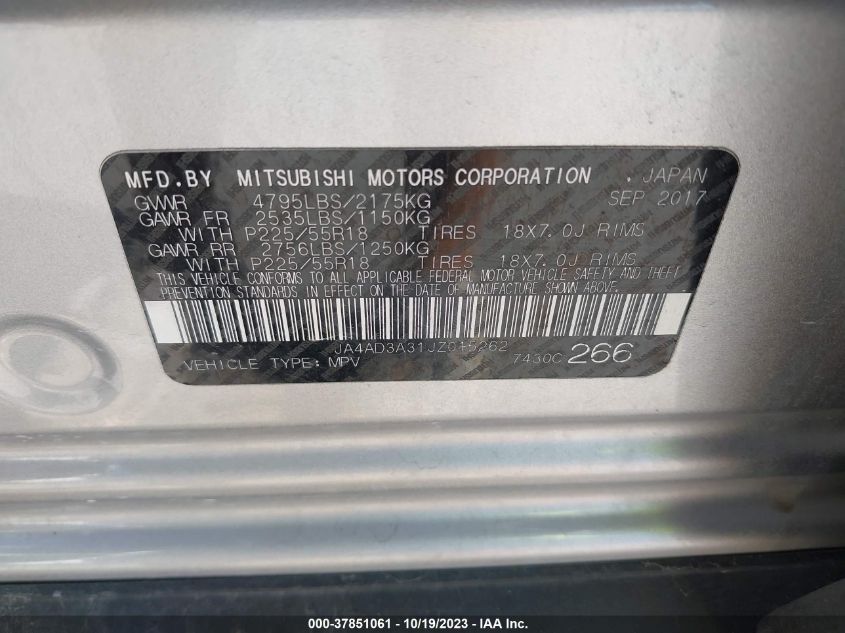 MFD.BY MITSUBISHI MOTORS CORPORATION . JAPAN
GVWR 4795LBS/2175KG SEP 2017
GAWR FR 2535LBS/1150KG
WITH P225/55R18 TIRES 18X7.0J RIMS
GAWR RR 2756LBS/1250KG
WITH P225/55R18 TIRES 18X7.0J RIMS
THIS VEHICLE CONFORMS TO ALL APPLICABLE FEDERAL MOTOR VEHICLE SAFETY AND THEFT
PREVENTION STANDARDS IN EFFECT ON THE DATE OF MANUFACTURE SHOWN ABOVE.
JA4AD3A31JZ015262
VEHICLE TYPE: MPV 7430C 266
000-37851061 - 10/19/2023 - © IAA Inc.